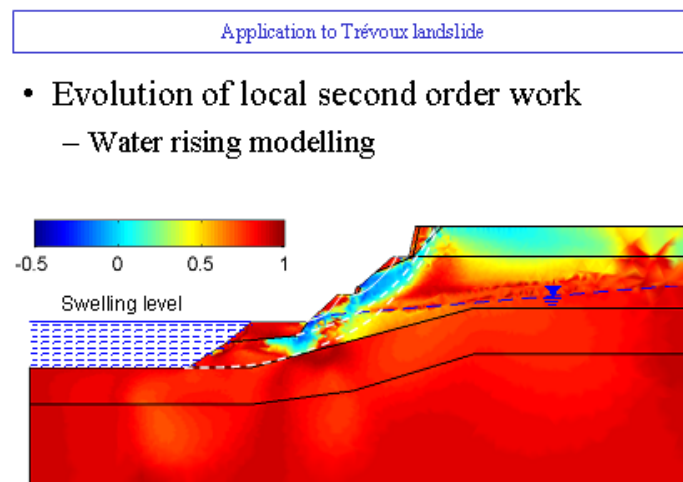 Application to Trévoux landslide
• Evolution of local second order work
– Water rising modelling
-0.5 0 0.5 1
Swelling level